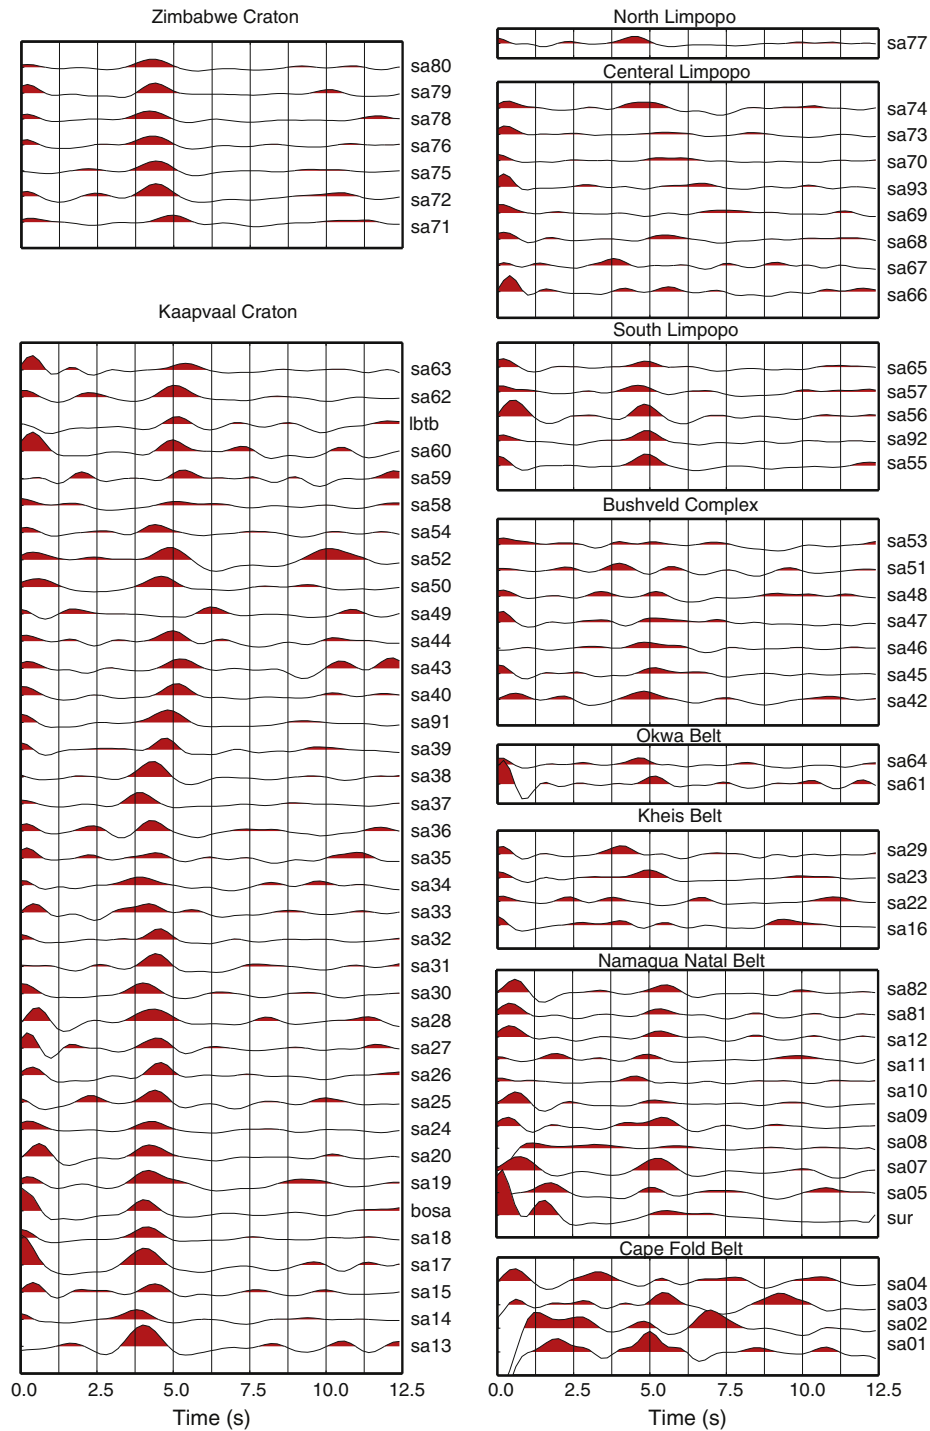 Zimbabwe Craton
sa80
sa79
sa78
sa76
sa75
sa72
sa71
Kaapvaal Craton
sa63
sa62
lbtb
sa60
sa59
sa58
sa54
sa52
sa50
sa49
sa44
sa43
sa40
sa91
sa39
sa38
sa37
sa36
sa35
sa34
sa33
sa32
sa31
sa30
sa28
sa27
sa26
sa25
sa24
sa20
sa19
bosa
sa18
sa17
sa15
sa14
sa13
0.0 2.5 5.0 7.5 10.0 12.5
Time (s)
North Limpopo
sa77
Centeral Limpopo
sa74
sa73
sa70
sa93
sa69
sa68
sa67
sa66
South Limpopo
sa65
sa57
sa56
sa92
sa55
Bushveld Complex
sa53
sa51
sa48
sa47
sa46
sa45
sa42
Okwa Belt
sa64
sa61
Kheis Belt
sa29
sa23
sa22
sa16
Namaqua Natal Belt
sa82
sa81
sa12
sa11
sa10
sa09
sa08
sa07
sa05
sur
Cape Fold Belt
sa04
sa03
sa02
sa01
0.0 2.5 5.0 7.5 10.0 12.5
Time (s)